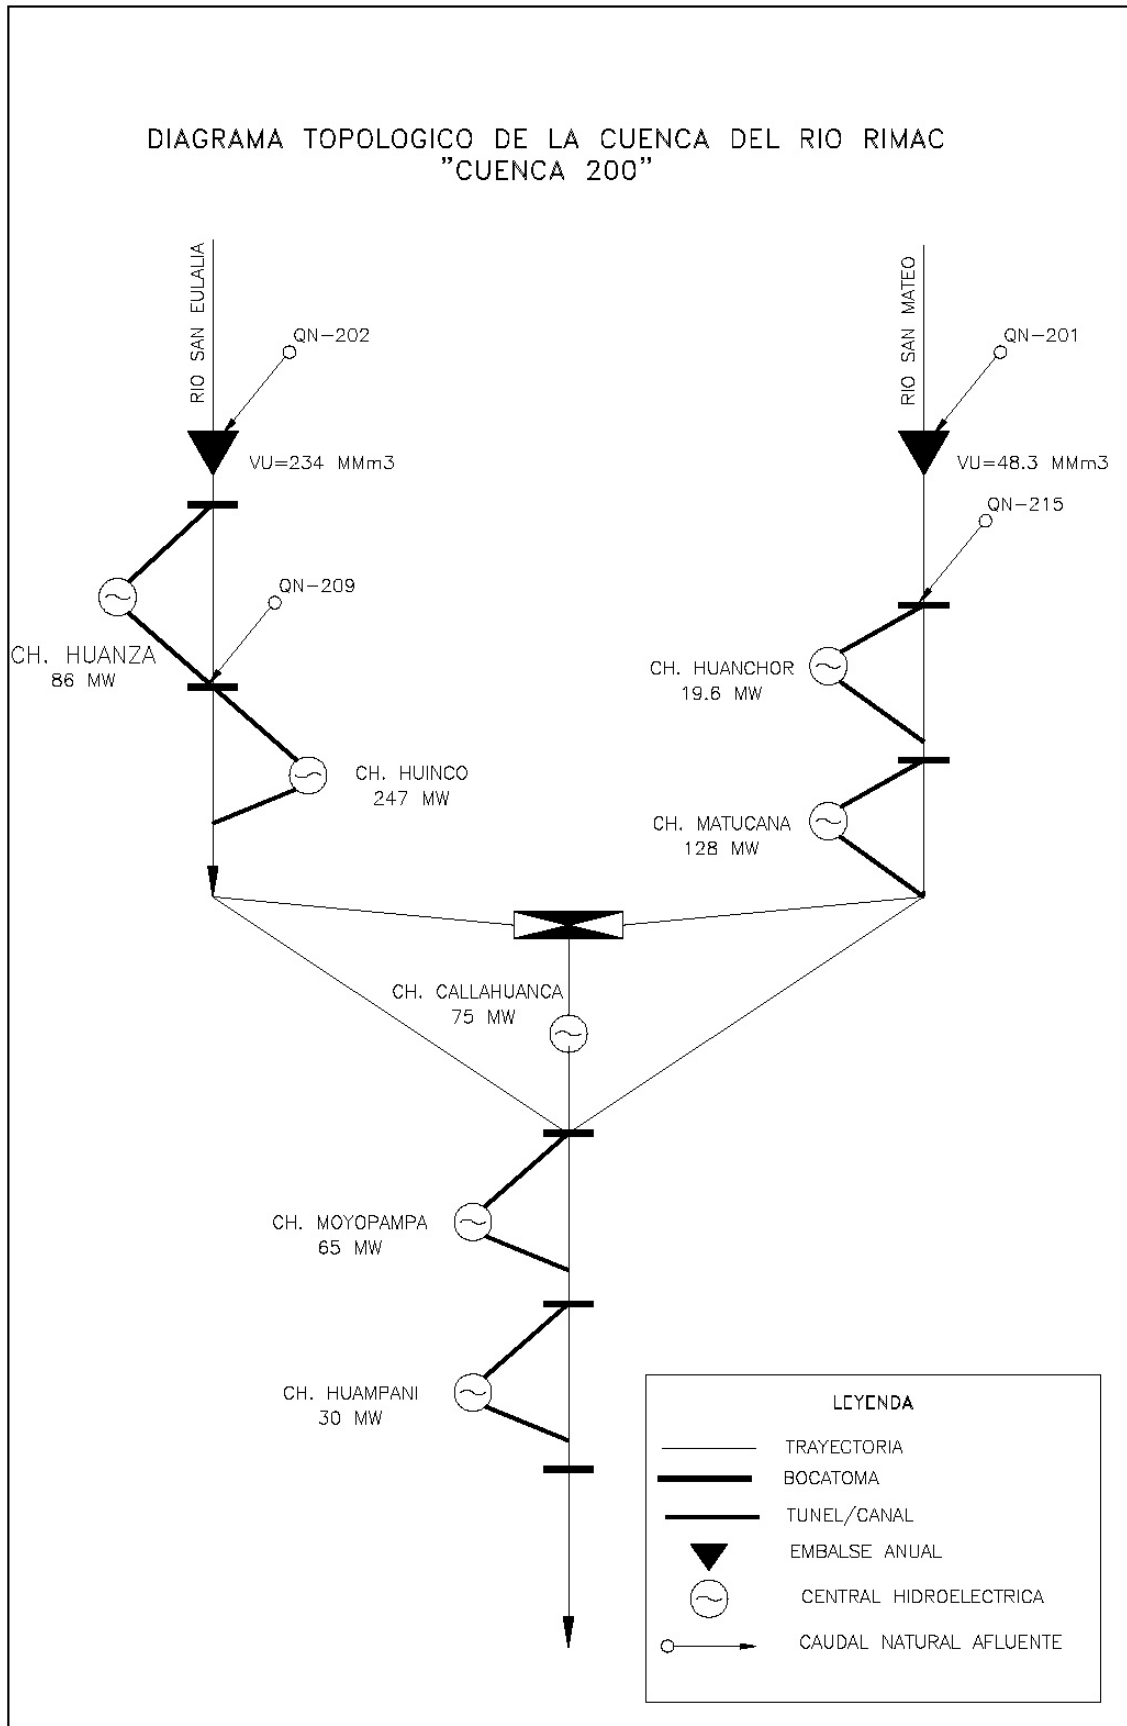 DIAGRAMA TOPOLOGICO DE LA CUENCA DEL RIO RIMAC
"CUENCA 200"
RIO SAN EULALIA
RIO SAN MATEO
QN-202
QN-201
VU=234 MMm3
VU=48.3 MMm3
QN-215
QN-209
CH. HUANZA
86 MW
CH. HUANCHOR
19.6 MW
CH. HUINCO
247 MW
CH. MATUCANA
128 MW
CH. CALLAHUANCA
75 MW
CH. MOYOPAMPA
65 MW
CH. HUAMPANI
30 MW
LEYENDA
TRAYECTORIA
BOCATOMA
TUNEL/CANAL
EMBALSE ANUAL
CENTRAL HIDROELECTRICA
CAUDAL NATURAL AFLUENTE